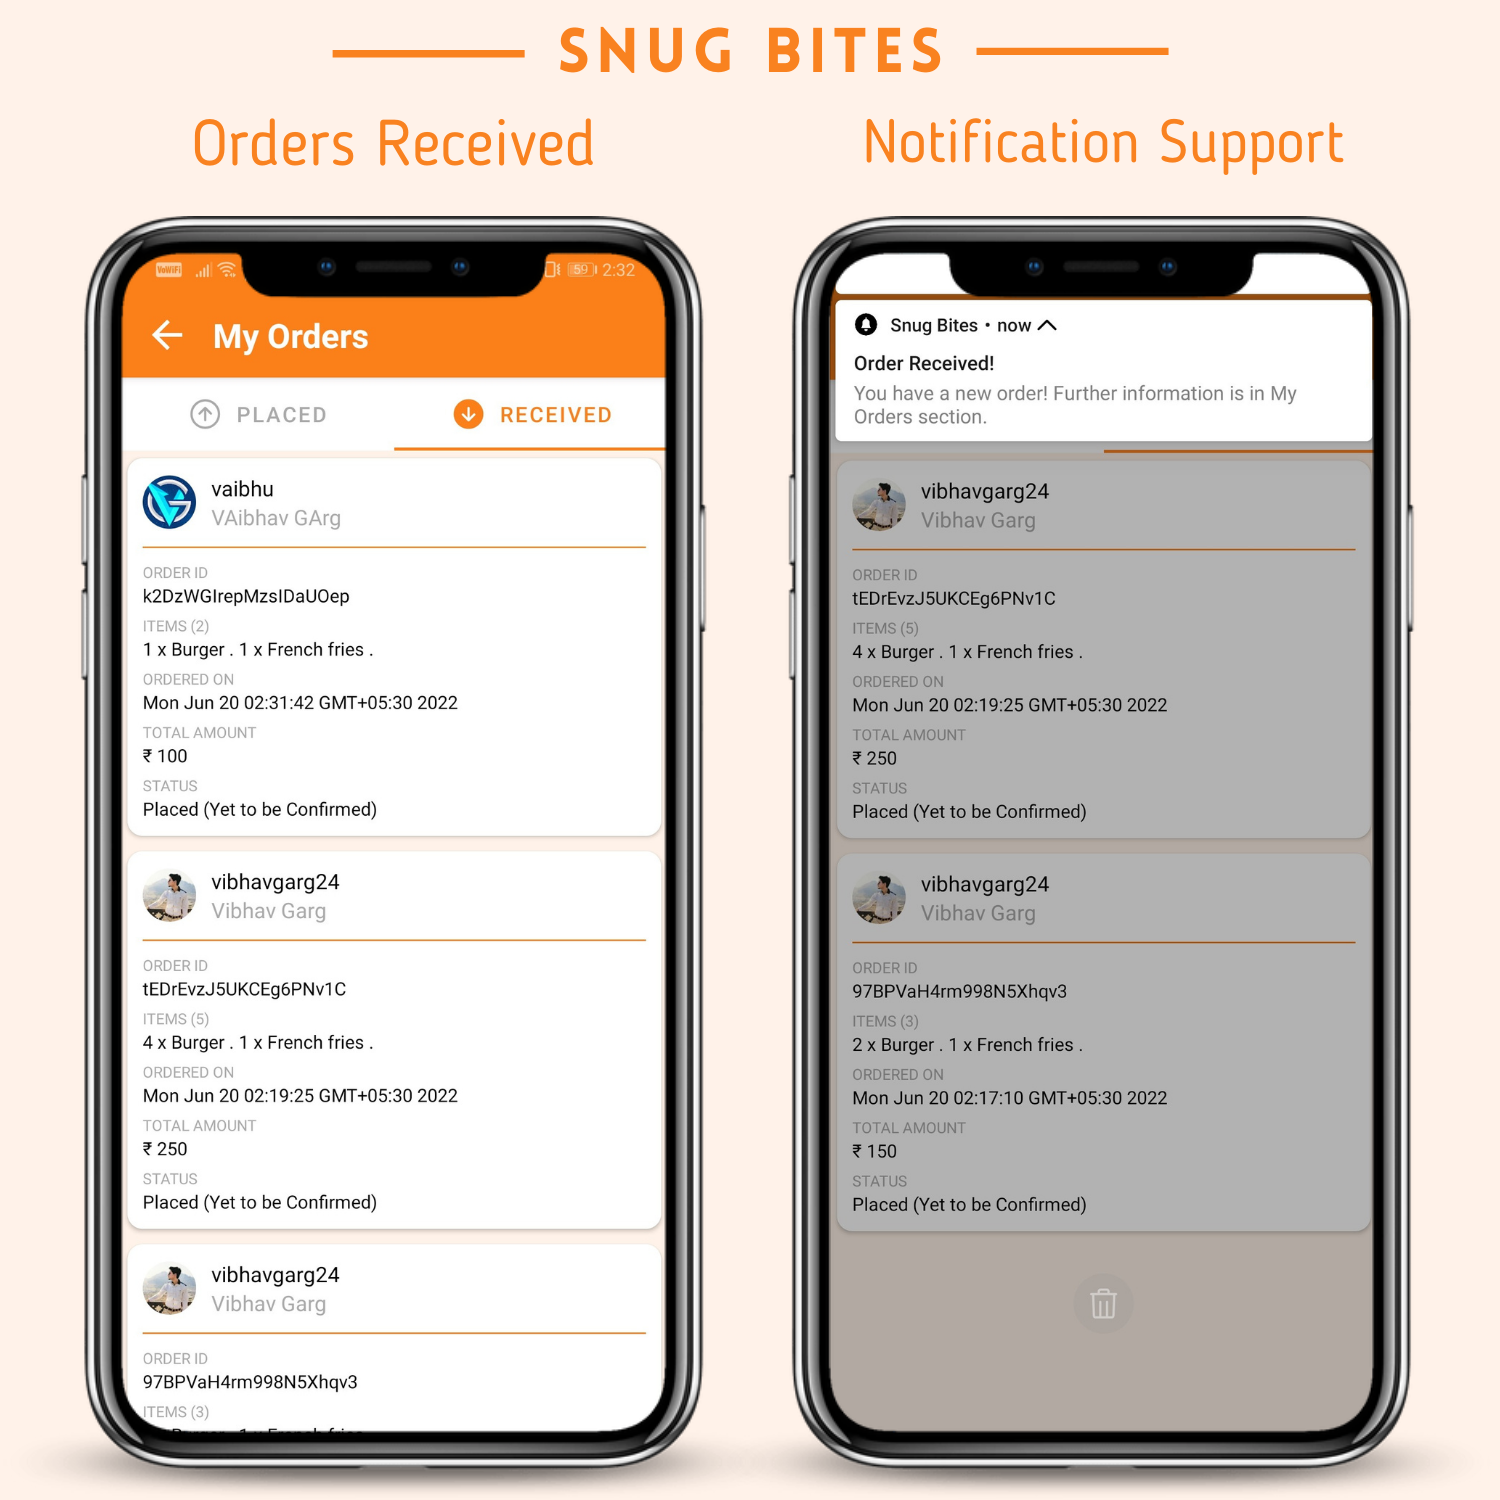 SNUG BITES
Orders Received
Notification Support
VoWiFi
59
2:32
My Orders
PLACED
RECEIVED
vaibhu
VAibhav GArg
ORDER ID
k2DzWGIrepMzsIDaUOep
ITEMS (2)
1 x Burger . 1 x French fries .
ORDERED ON
Mon Jun 20 02:31:42 GMT+05:30 2022
TOTAL AMOUNT
₹ 100
STATUS
Placed (Yet to be Confirmed)
vibhavgarg24
Vibhav Garg
ORDER ID
tEDrEvzJ5UKCEg6PNv1C
ITEMS (5)
4 x Burger . 1 x French fries .
ORDERED ON
Mon Jun 20 02:19:25 GMT+05:30 2022
TOTAL AMOUNT
₹ 250
STATUS
Placed (Yet to be Confirmed)
vibhavgarg24
Vibhav Garg
ORDER ID
97BPVaH4rm998N5Xhqv3
ITEMS (3)
Burger . 1 x French fries
Snug Bites • now
Order Received!
You have a new order! Further information is in My
Orders section.
vibhavgarg24
Vibhav Garg
ORDER ID
tEDrEvzJ5UKCEg6PNv1C
ITEMS (5)
4 x Burger . 1 x French fries .
ORDERED ON
Mon Jun 20 02:19:25 GMT+05:30 2022
TOTAL AMOUNT
₹ 250
STATUS
Placed (Yet to be Confirmed)
vibhavgarg24
Vibhav Garg
ORDER ID
97BPVaH4rm998N5Xhqv3
ITEMS (3)
2 x Burger . 1 x French fries .
ORDERED ON
Mon Jun 20 02:17:10 GMT+05:30 2022
TOTAL AMOUNT
₹ 150
STATUS
Placed (Yet to be Confirmed)